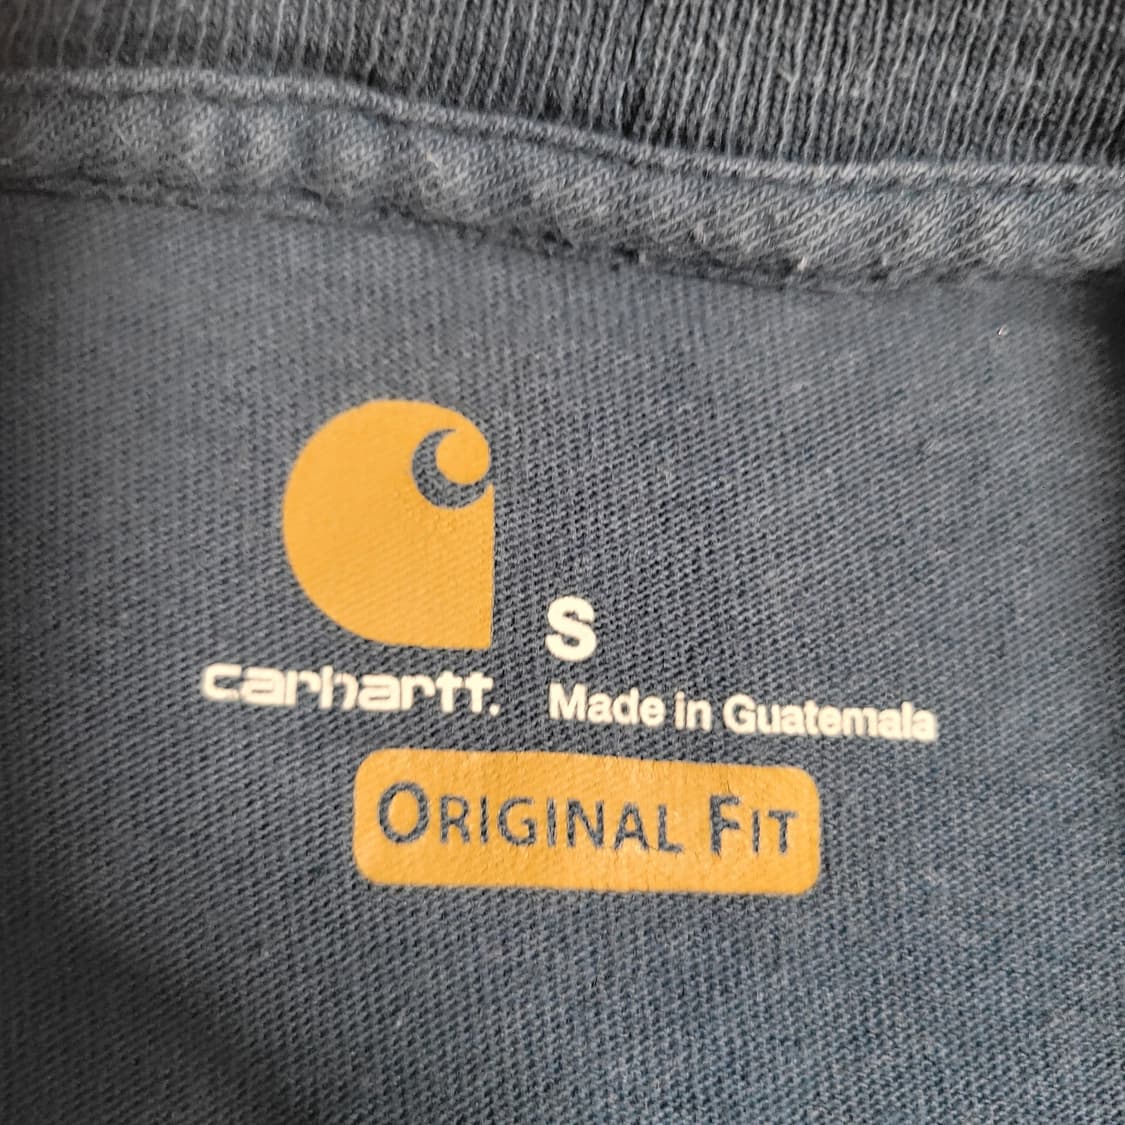 S
carhartt.
Made in Guatemala
ORIGINAL FIT